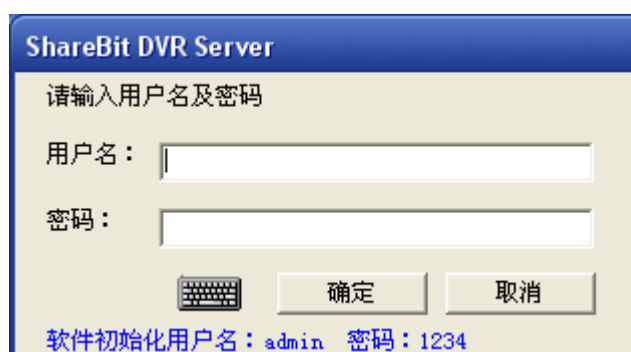 ShareBit DVR Server
请输入用户名及密码
用户名：
密码：
确定 取消
软件初始化用户名：admin 密码：1234